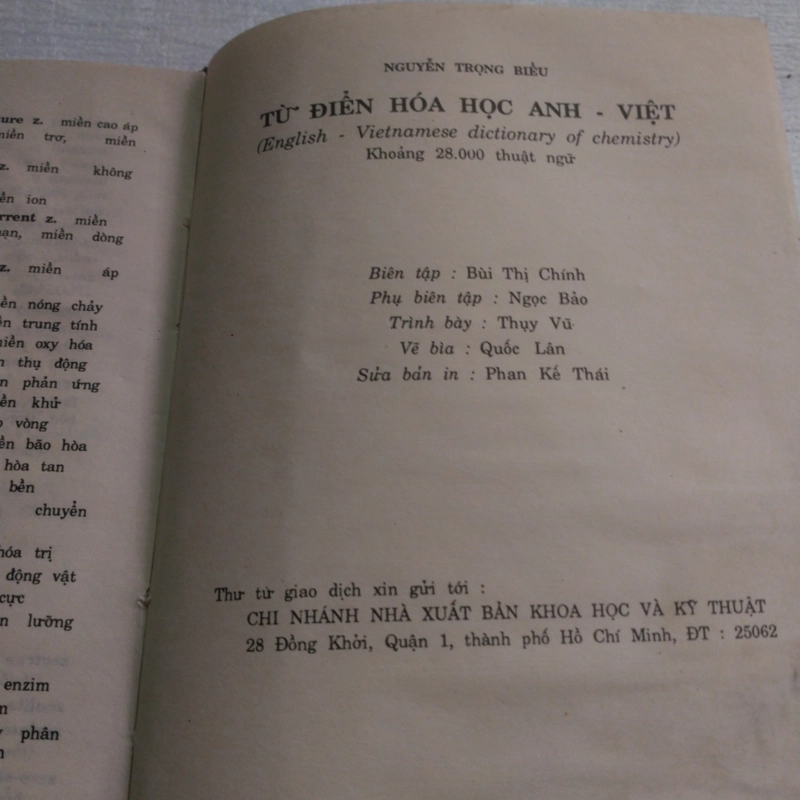 ure z. miền cao áp
miền trơ, miền
z. miền không
ền ion
rrent z. miền
hạn, miền dòng
z. miền áp
ền nóng chảy
ền trung tính
miền oxy hóa
n thụ động
ền phản ứng
ền khử
vòng
ền bão hòa
hòa tan
bền
chuyển
hóa trị
động vật
cực
n lưỡng
enzim
n
y phân
NGUYỄN TRỌNG BIỂU
TỪ ĐIỂN HÓA HỌC ANH - VIỆT
(English - Vietnamese dictionary of chemistry)
Khoảng 28.000 thuật ngữ
Biên tập : Bùi Thị Chính
Phụ biên tập : Ngọc Bảo
Trình bày : Thụy Vũ
Vẽ bìa : Quốc Lân
Sửa bản in : Phan Kế Thái
Thư từ giao dịch xin gửi tới :
CHI NHÁNH NHÀ XUẤT BẢN KHOA HỌC VÀ KỸ THUẬT
28 Đồng Khởi, Quận 1, thành phố Hồ Chí Minh, ĐT : 25062